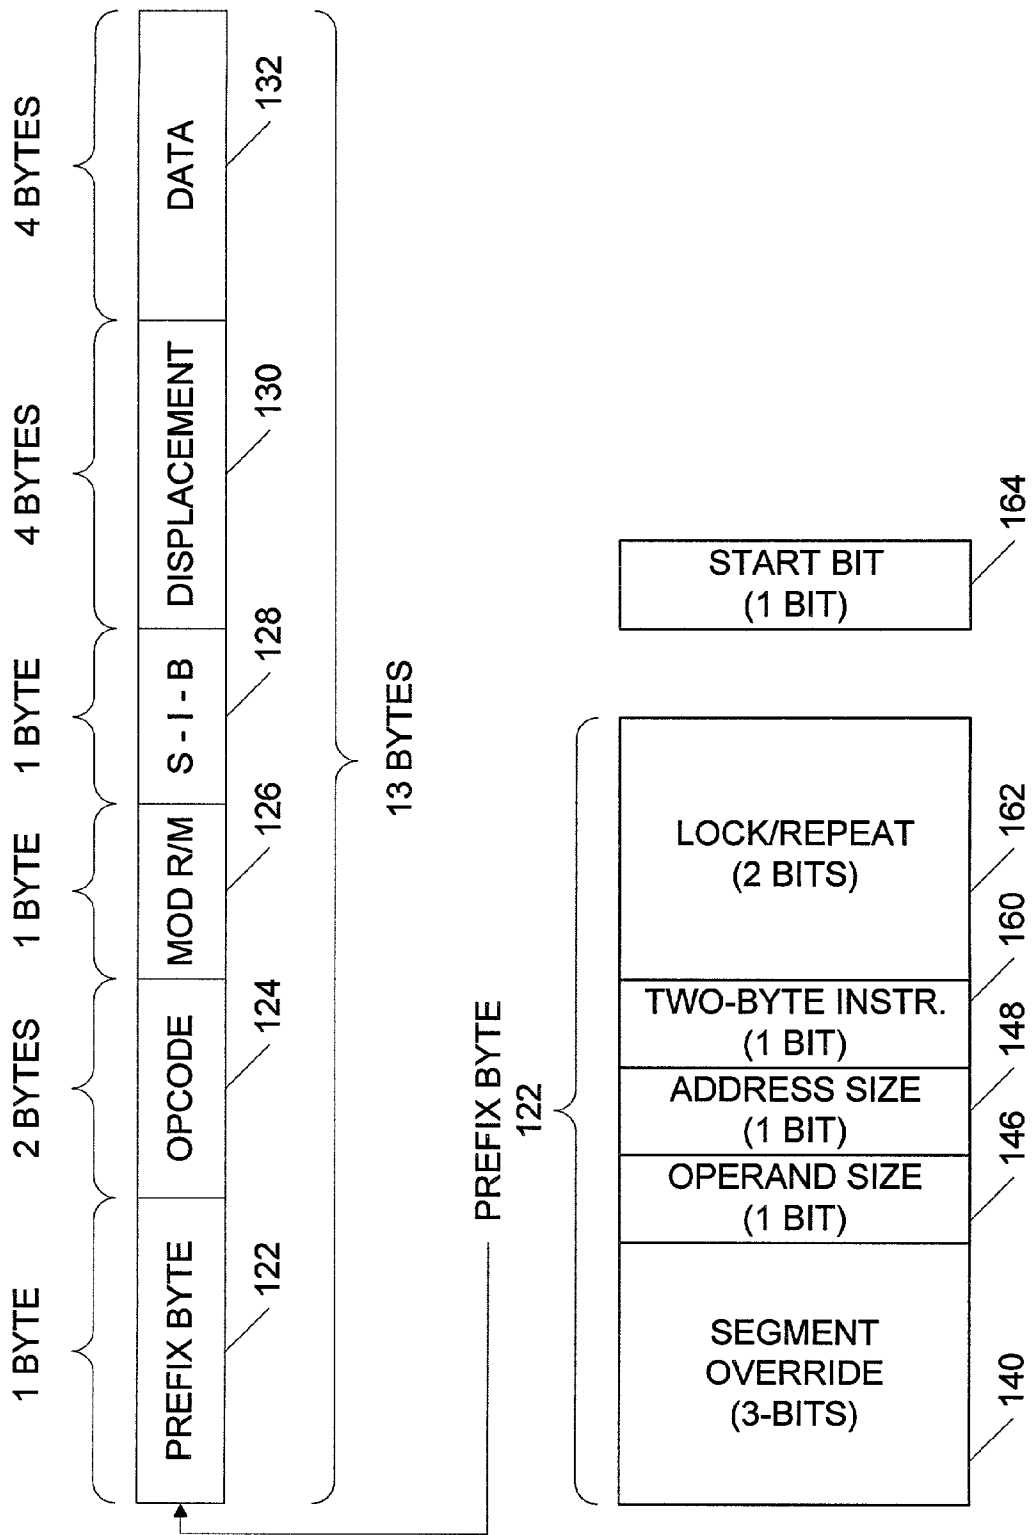 1 BYTE
2 BYTES
1 BYTE
1 BYTE
4 BYTES
4 BYTES
PREFIX BYTE
OPCODE
MOD R/M
S - I - B
DISPLACEMENT
DATA
122
124
126
128
130
132
13 BYTES
PREFIX BYTE
122
SEGMENT
OVERRIDE
(3-BITS)
OPERAND SIZE
(1 BIT)
ADDRESS SIZE
(1 BIT)
TWO-BYTE INSTR.
(1 BIT)
LOCK/REPEAT
(2 BITS)
START BIT
(1 BIT)
140
146
148
160
162
164